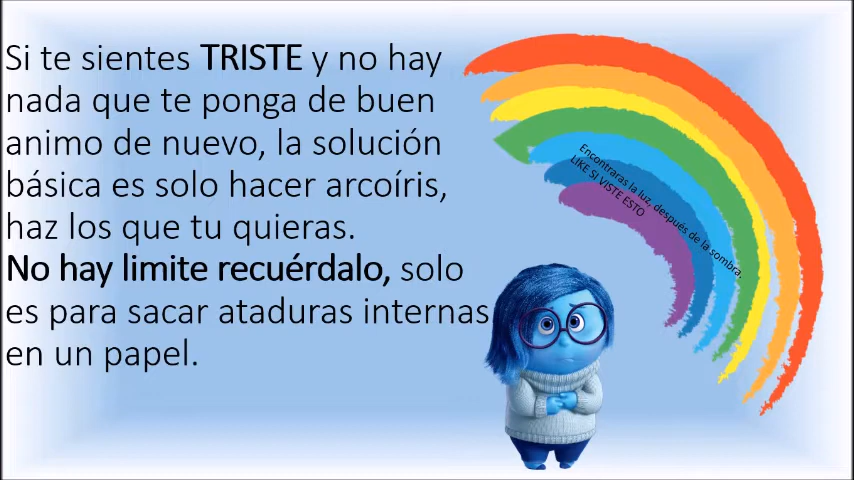 Si te sientes TRISTE y no hay
nada que te ponga de buen
animo de nuevo, la solución
básica es solo hacer arcoíris,
haz los que tu quieras.
No hay limite recuérdalo, solo
es para sacar ataduras internas
en un papel.
Encontraras la luz, después de la sombra.
LIKE SI VISTE ESTO